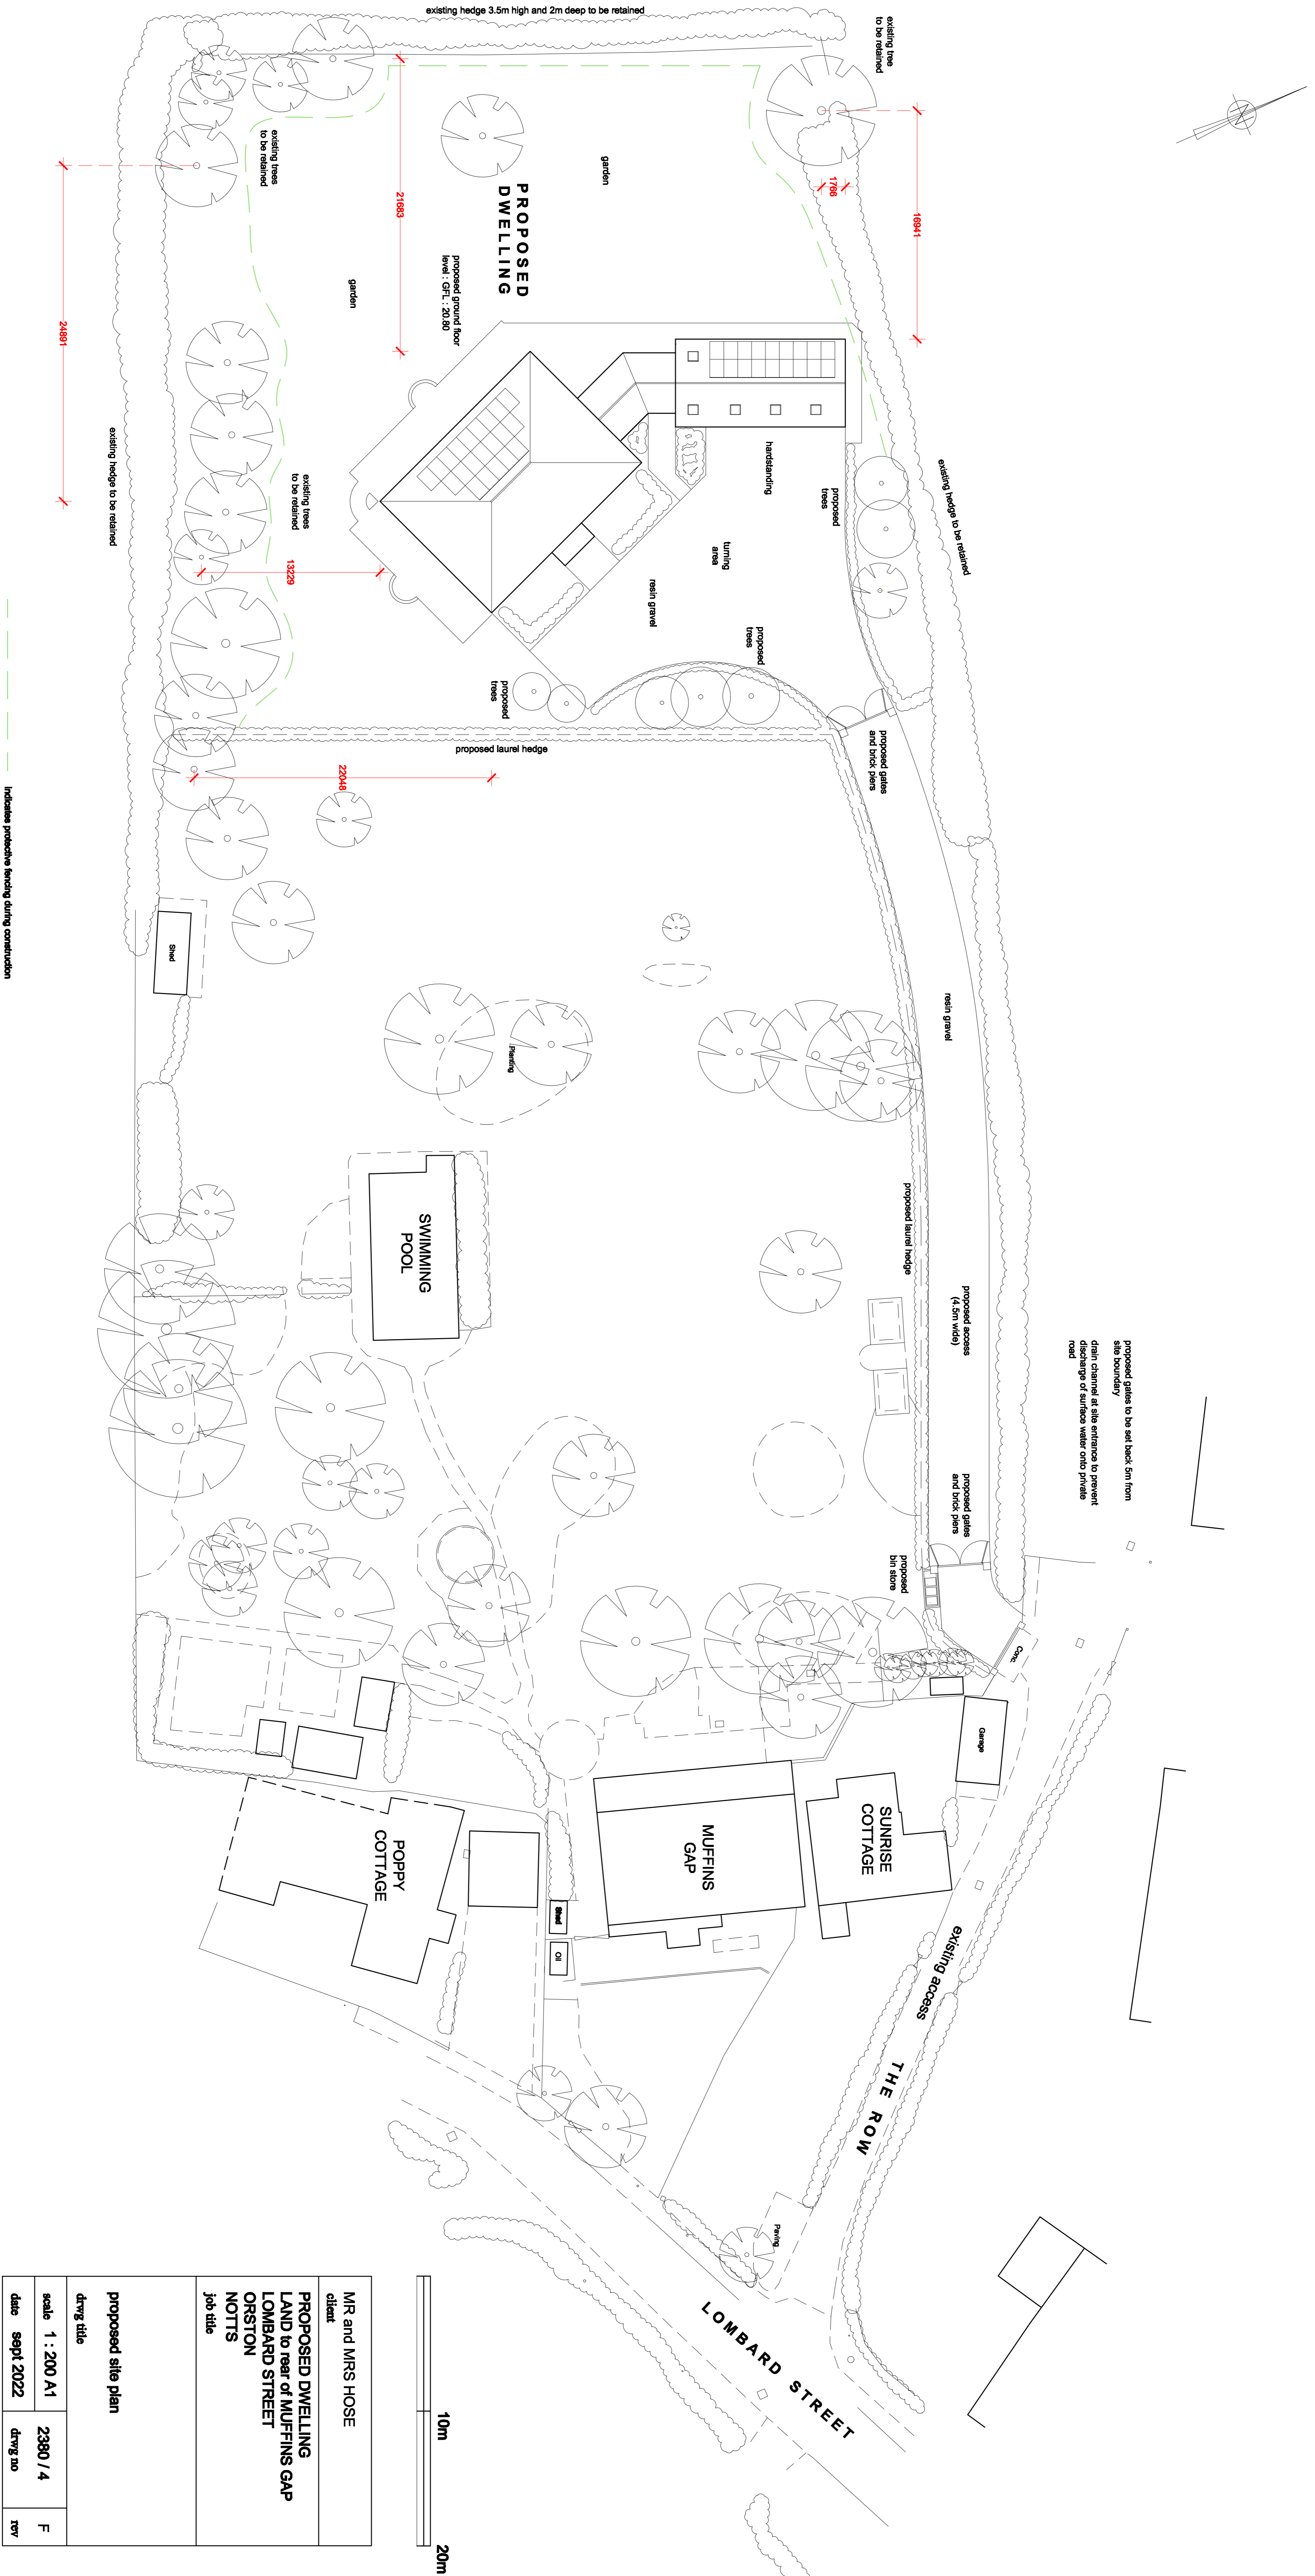 existing hedge 3.5m high and 2m deep to be retained
existing tree
to be retained
16941
1766
garden
existing trees
to be retained
21683
PROPOSED
DWELLING
proposed ground floor
level : GFL : 20.80
garden
24891
existing hedge to be retained
existing hedge to be retained
hardstanding
proposed
trees
existing trees
to be retained
turning
area
13229
resin gravel
proposed
trees
proposed
trees
proposed laurel hedge
proposed gates
and brick piers
22048
indicates protective fencing during construction
Shed
resin gravel
Planting
proposed laurel hedge
SWIMMING
POOL
proposed access
(4.5m wide)
proposed gates to be set back 5m from
site boundary
drain channel at site entrance to prevent
discharge of surface water onto private
road
proposed gates
and brick piers
proposed
bin store
Conc.
Garage
SUNRISE
COTTAGE
MUFFINS
GAP
POPPY
COTTAGE
Shed
Oil
existing access
THE ROW
Paving
LOMBARD STREET
10m
20m
MR and MRS HOSE
client
PROPOSED DWELLING
LAND to rear of MUFFINS GAP
LOMBARD STREET
ORSTON
NOTTS
job title
proposed site plan
drwg title
scale 1 : 200 A1
2380 / 4
F
date sept 2022
drwg no
rev